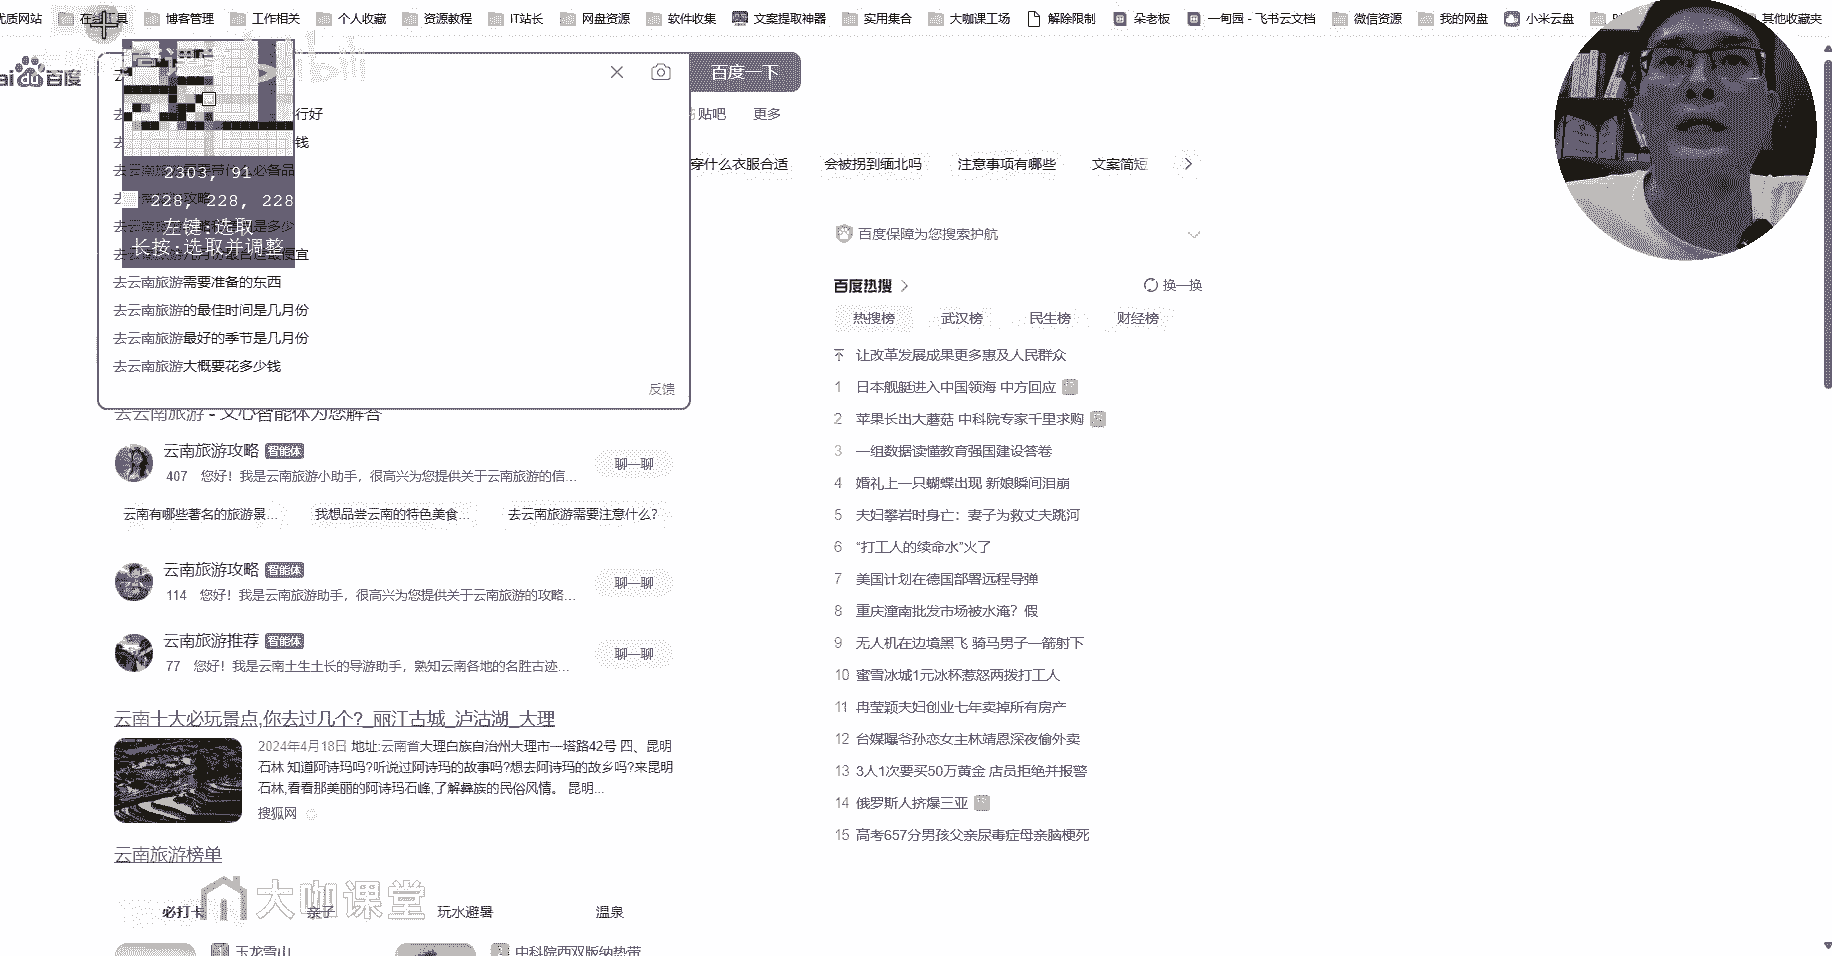 优质网站 在线工具 博客管理 工作相关 个人收藏 资源教程 IT站长 网盘资源 软件收集 文案提取神器 实用集合 大咖课工场 解除限制 朵老板 一甸园 - 飞书云文档 微信资源 我的网盘 小米云盘 其他收藏夹
百度 百度一下
行好
贴吧 更多
钱
穿什么衣服合适 会被拐到缅北吗 注意事项有哪些 文案简短
必备品
2303, 91
攻略
228, 228, 228
是多少
左键:选取
长按:选取并调整
便宜
百度保障为您搜索护航
去云南旅游需要准备的东西
去云南旅游的最佳时间是几月份
去云南旅游最好的季节是几月份
去云南旅游大概要花多少钱
反馈
去云南旅游 - 文心智能体为您解答
云南旅游攻略 智能体
407 您好！我是云南旅游小助手，很高兴为您提供关于云南旅游的信...
聊一聊
云南有哪些著名的旅游景... 我想品尝云南的特色美食... 去云南旅游需要注意什么?
云南旅游攻略 智能体
114 您好！我是云南旅游助手，很高兴为您提供关于云南旅游的攻略...
聊一聊
云南旅游推荐 智能体
77 您好！我是云南土生土长的导游助手，熟知云南各地的名胜古迹...
聊一聊
云南十大必玩景点,你去过几个?_丽江古城_泸沽湖_大理
2024年4月18日 地址:云南省大理白族自治州大理市一塔路42号 四、昆明
石林 知道阿诗玛吗?听说过阿诗玛的故事吗?想去阿诗玛的故乡吗?来昆明
石林,看看那美丽的阿诗玛石峰,了解彝族的民俗风情。 昆明...
搜狐网
云南旅游榜单
大咖课堂
必打卡 亲子 玩水避暑 温泉
玉龙雪山 中科院西双版纳热带
百度热搜 换一换
热搜榜 武汉榜 民生榜 财经榜
让改革发展成果更多惠及人民群众
1 日本舰艇进入中国领海 中方回应
2 苹果长出大蘑菇 中科院专家千里求购
3 一组数据读懂教育强国建设答卷
4 婚礼上一只蝴蝶出现 新娘瞬间泪崩
5 夫妇攀岩时身亡：妻子为救丈夫跳河
6 “打工人的续命水”火了
7 美国计划在德国部署远程导弹
8 重庆潼南批发市场被水淹？假
9 无人机在边境黑飞 骑马男子一箭射下
10 蜜雪冰城1元冰杯惹怒两拨打工人
11 冉莹颖夫妇创业七年卖掉所有房产
12 台媒曝爷孙恋女主林靖恩深夜偷外卖
13 3人1次要买50万黄金 店员拒绝并报警
14 俄罗斯人挤爆三亚
15 高考657分男孩父亲尿毒症母亲脑梗死